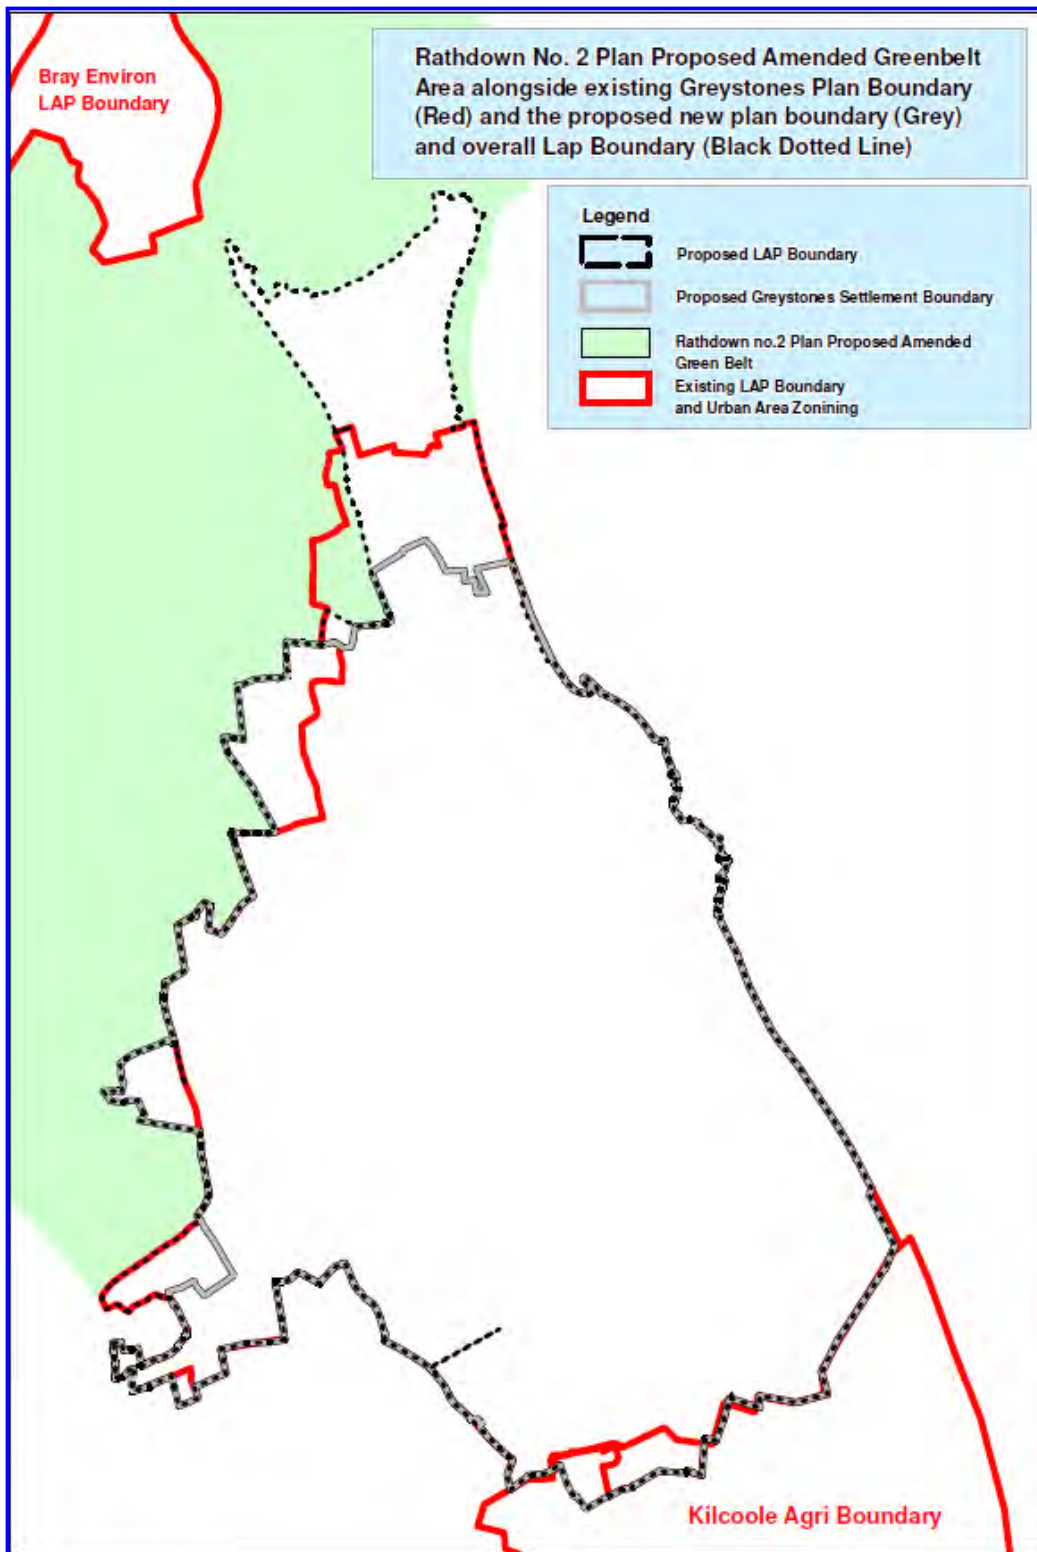 Bray Environ
LAP Boundary
Rathdown No. 2 Plan Proposed Amended Greenbelt
Area alongside existing Greystones Plan Boundary
(Red) and the proposed new plan boundary (Grey)
and overall Lap Boundary (Black Dotted Line)
Legend
Proposed LAP Boundary
Proposed Greystones Settlement Boundary
Rathdown no.2 Plan Proposed Amended
Green Belt
Existing LAP Boundary
and Urban Area Zonining
Kilcoole Agri Boundary